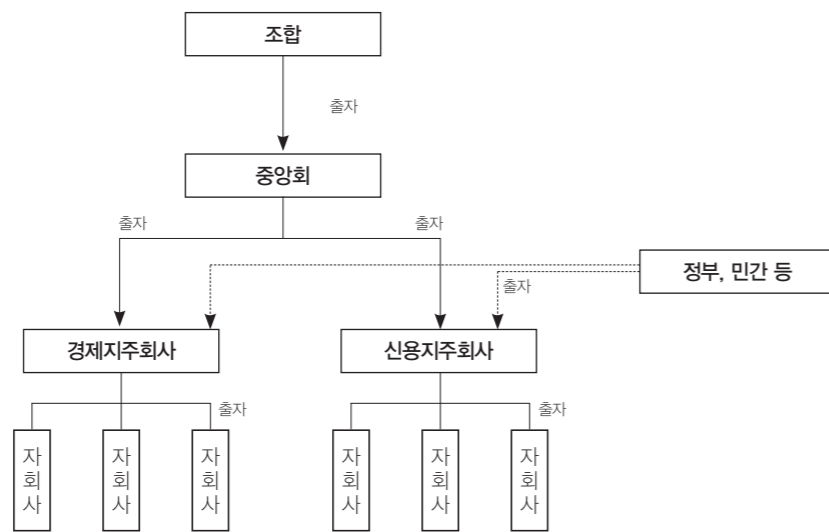 조합
출자
중앙회
출자
출자
정부, 민간 등
출자
경제지주회사
신용지주회사
출자
출자
자회사
자회사
자회사
자회사
자회사
자회사